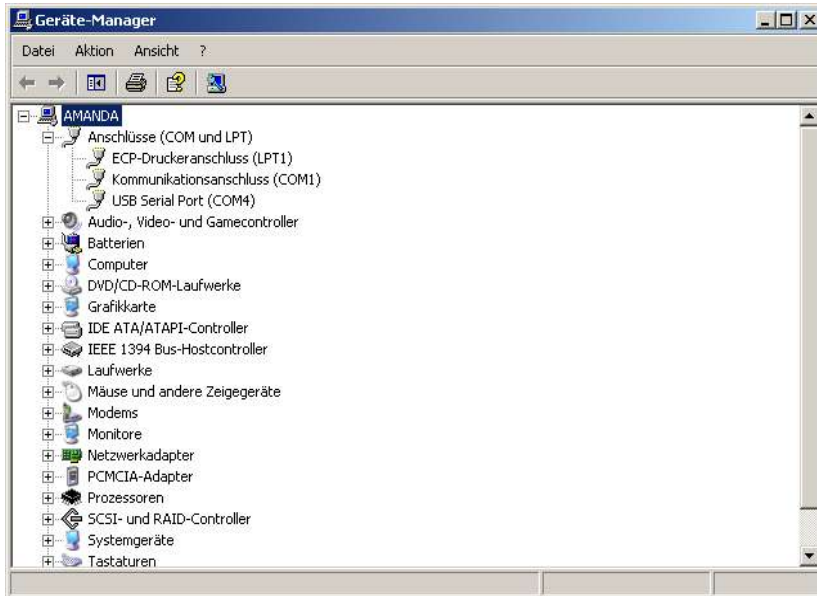 Geräte-Manager
Datei Aktion Ansicht ?
AMANDA
Anschlüsse (COM und LPT)
ECP-Druckeranschluss (LPT1)
Kommunikationsanschluss (COM1)
USB Serial Port (COM4)
Audio-, Video- und Gamecontroller
Batterien
Computer
DVD/CD-ROM-Laufwerke
Grafikkarte
IDE ATA/ATAPI-Controller
IEEE 1394 Bus-Hostcontroller
Laufwerke
Mäuse und andere Zeigegeräte
Modems
Monitore
Netzwerkadapter
PCMCIA-Adapter
Prozessoren
SCSI- und RAID-Controller
Systemgeräte
Tastaturen